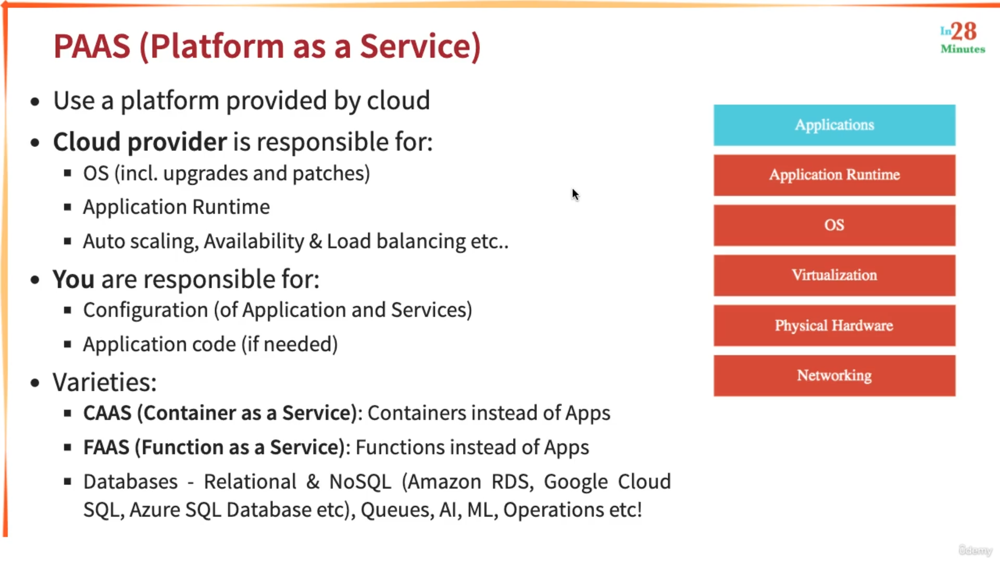 PAAS (Platform as a Service)
In28
Minutes
• Use a platform provided by cloud
• Cloud provider is responsible for:
▪ OS (incl. upgrades and patches)
▪ Application Runtime
▪ Auto scaling, Availability & Load balancing etc..
• You are responsible for:
▪ Configuration (of Application and Services)
▪ Application code (if needed)
• Varieties:
▪ CAAS (Container as a Service): Containers instead of Apps
▪ FAAS (Function as a Service): Functions instead of Apps
▪ Databases - Relational & NoSQL (Amazon RDS, Google Cloud
SQL, Azure SQL Database etc), Queues, AI, ML, Operations etc!
Applications
Application Runtime
OS
Virtualization
Physical Hardware
Networking
ûdemy